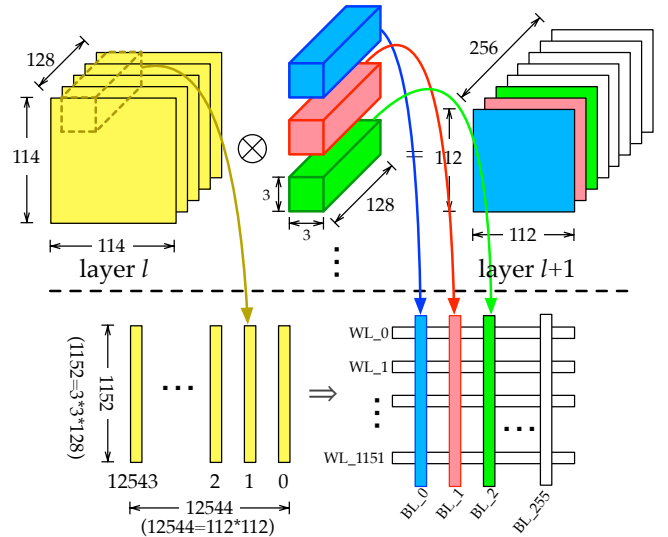 128
256
114
112
3
128
3
114
112
layer l
layer l+1
WL_0
WL_1
WL_1151
1152
(1152=3*3*128)
12543
2
1
0
12544
(12544=112*112)
BL_0
BL_1
BL_2
BL_255